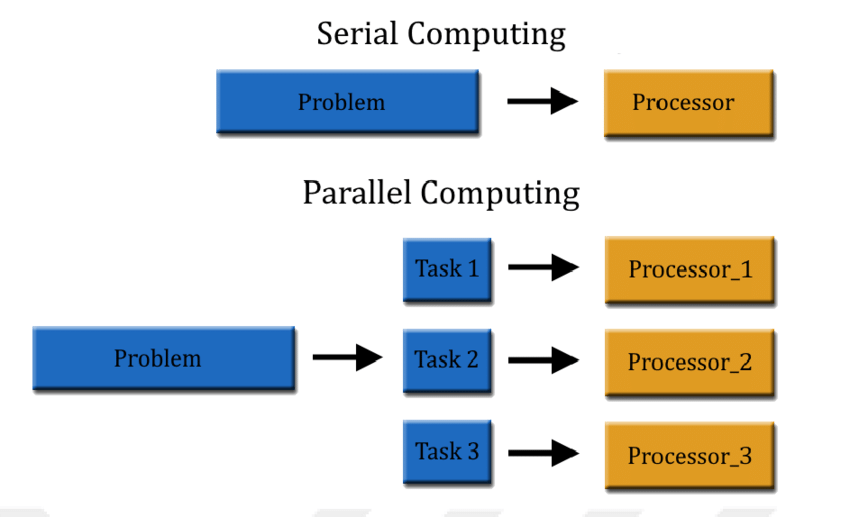 Serial Computing
Problem
Processor
Parallel Computing
Task 1
Processor_1
Problem
Task 2
Processor_2
Task 3
Processor_3